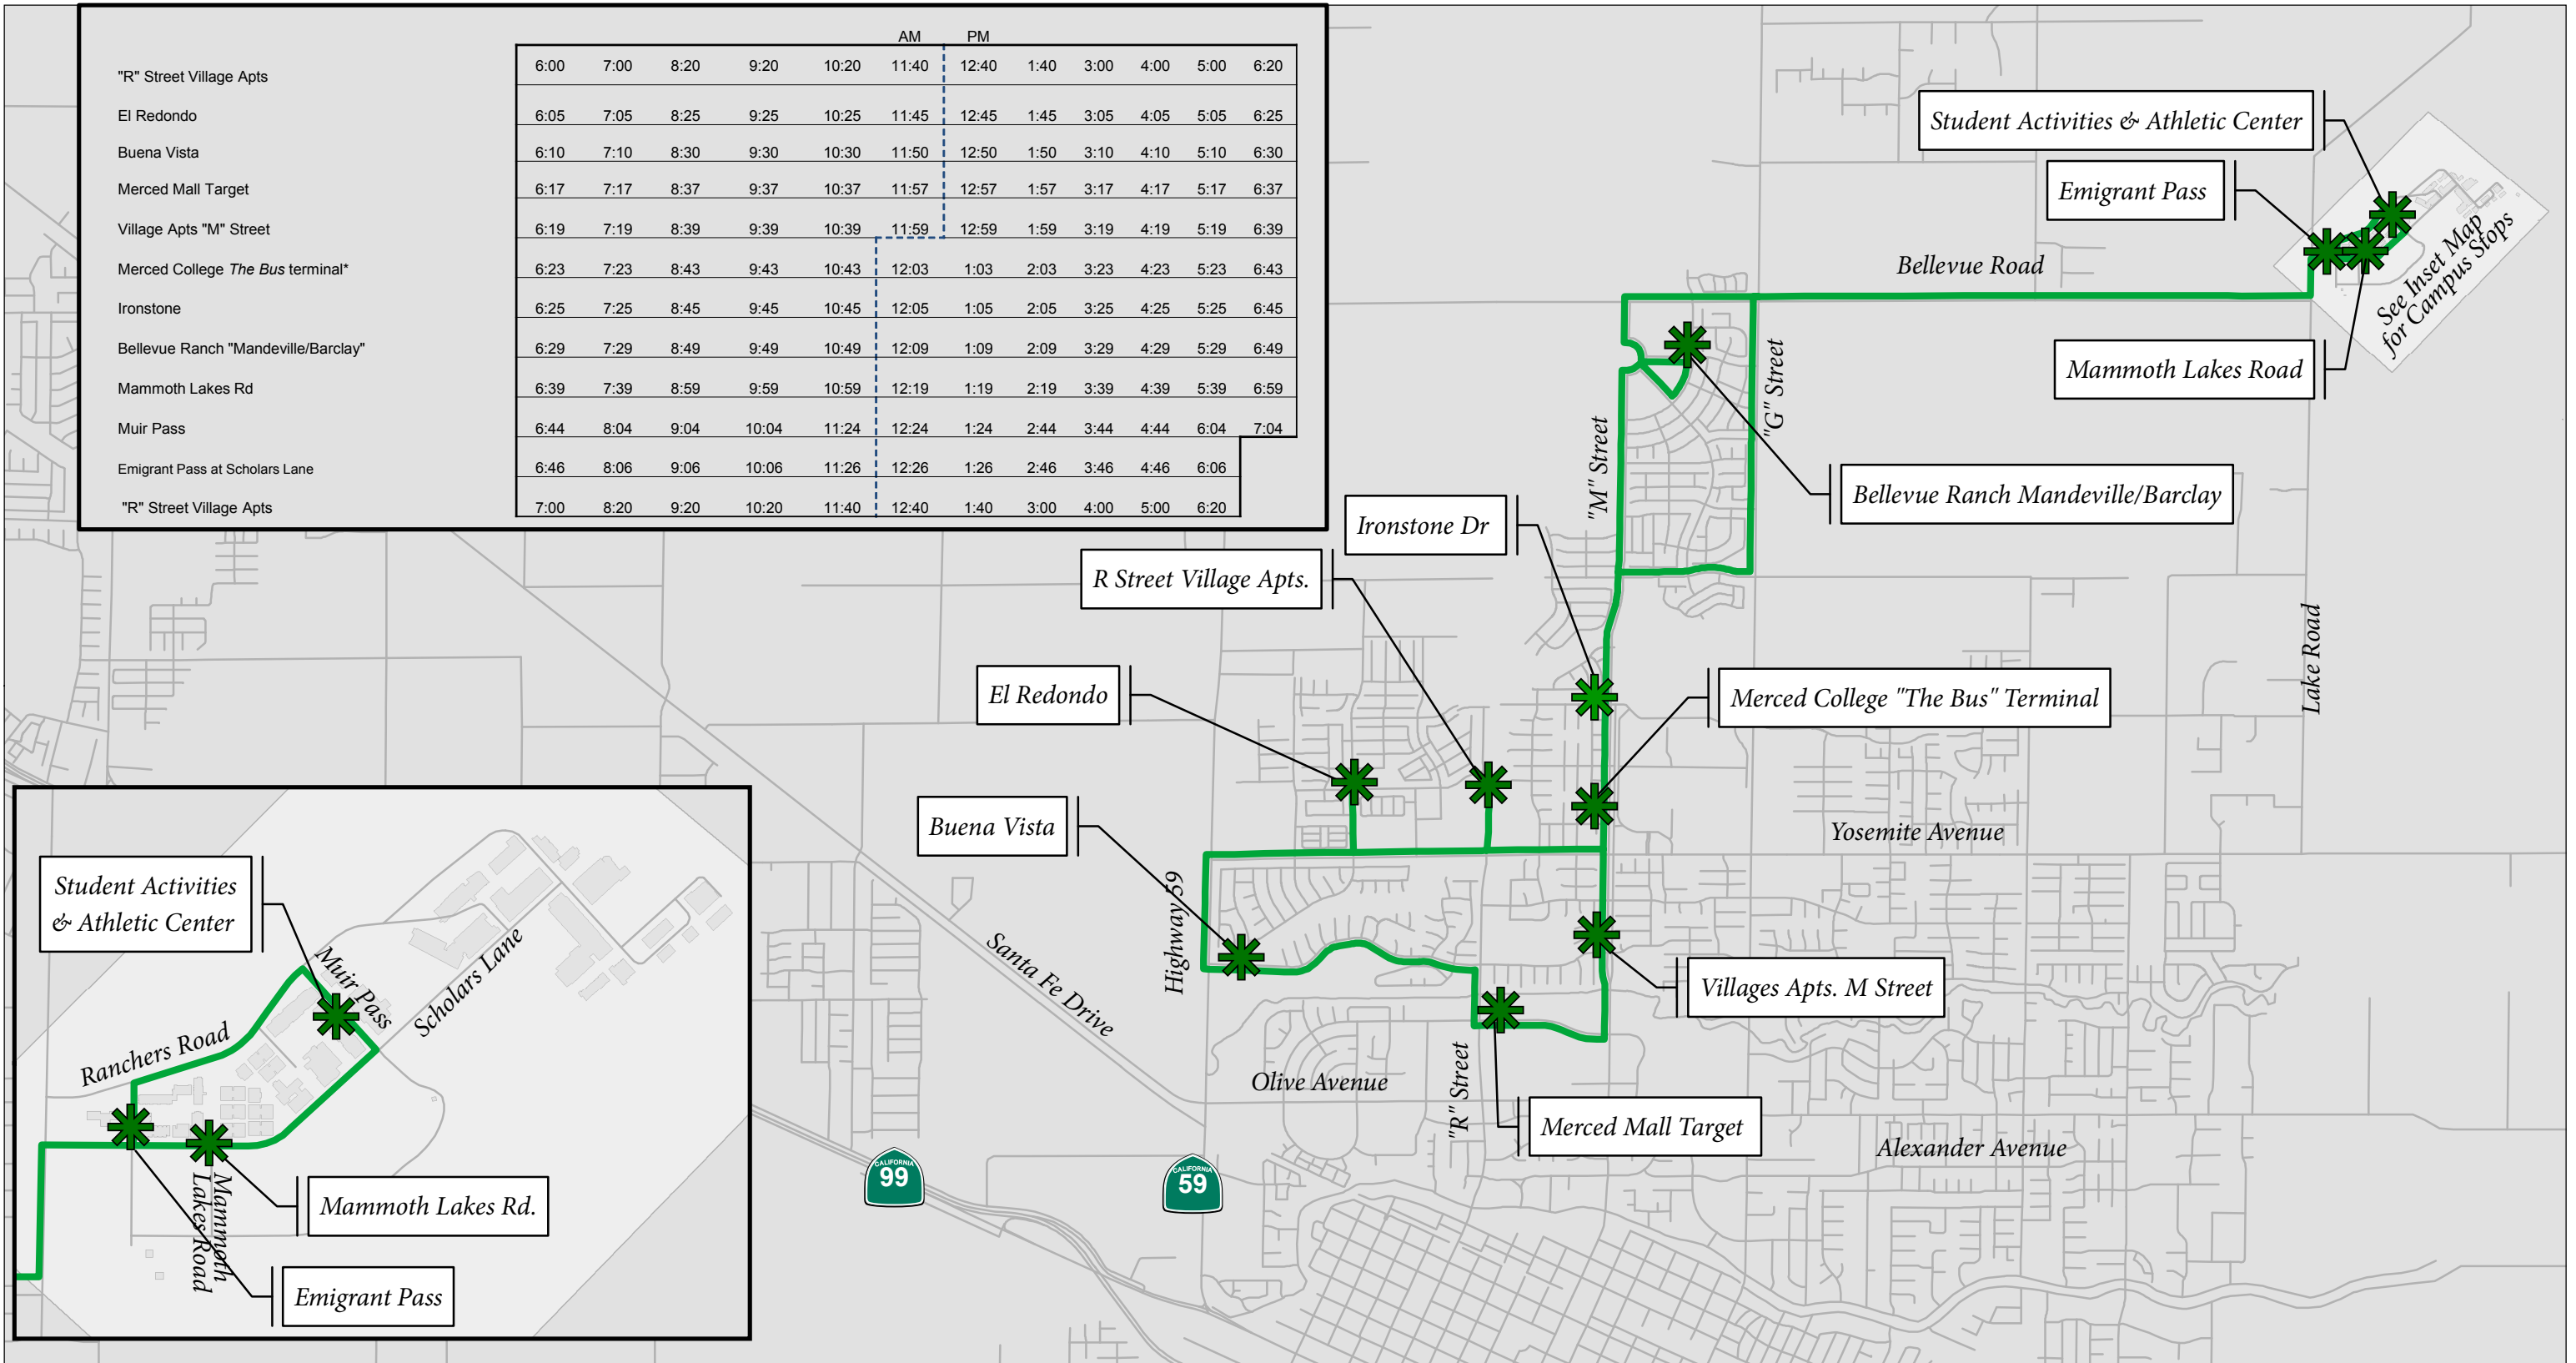 AM PM
"R" Street Village Apts 6:00 7:00 8:20 9:20 10:20 11:40 12:40 1:40 3:00 4:00 5:00 6:20
El Redondo 6:05 7:05 8:25 9:25 10:25 11:45 12:45 1:45 3:05 4:05 5:05 6:25
Buena Vista 6:10 7:10 8:30 9:30 10:30 11:50 12:50 1:50 3:10 4:10 5:10 6:30
Merced Mall Target 6:17 7:17 8:37 9:37 10:37 11:57 12:57 1:57 3:17 4:17 5:17 6:37
Village Apts "M" Street 6:19 7:19 8:39 9:39 10:39 11:59 12:59 1:59 3:19 4:19 5:19 6:39
Merced College The Bus terminal* 6:23 7:23 8:43 9:43 10:43 12:03 1:03 2:03 3:23 4:23 5:23 6:43
Ironstone 6:25 7:25 8:45 9:45 10:45 12:05 1:05 2:05 3:25 4:25 5:25 6:45
Bellevue Ranch "Mandeville/Barclay" 6:29 7:29 8:49 9:49 10:49 12:09 1:09 2:09 3:29 4:29 5:29 6:49
Mammoth Lakes Rd 6:39 7:39 8:59 9:59 10:59 12:19 1:19 2:19 3:39 4:39 5:39 6:59
Muir Pass 6:44 8:04 9:04 10:04 11:24 12:24 1:24 2:44 3:44 4:44 6:04 7:04
Emigrant Pass at Scholars Lane 6:46 8:06 9:06 10:06 11:26 12:26 1:26 2:46 3:46 4:46 6:06
"R" Street Village Apts 7:00 8:20 9:20 10:20 11:40 12:40 1:40 3:00 4:00 5:00 6:20
Student Activities & Athletic Center
Emigrant Pass
See Inset Map
for Campus Stops
Bellevue Road
Mammoth Lakes Road
"G" Street
"M" Street
Bellevue Ranch Mandeville/Barclay
Ironstone Dr
R Street Village Apts.
Lake Road
El Redondo
Merced College "The Bus" Terminal
Buena Vista
Yosemite Avenue
Highway 59
Santa Fe Drive
Villages Apts. M Street
Olive Avenue
"R" Street
Merced Mall Target
Alexander Avenue
CALIFORNIA
99
CALIFORNIA
59
Student Activities
& Athletic Center
Muir Pass
Scholars Lane
Ranchers Road
Mammoth
Lakes Road
Mammoth Lakes Rd.
Emigrant Pass